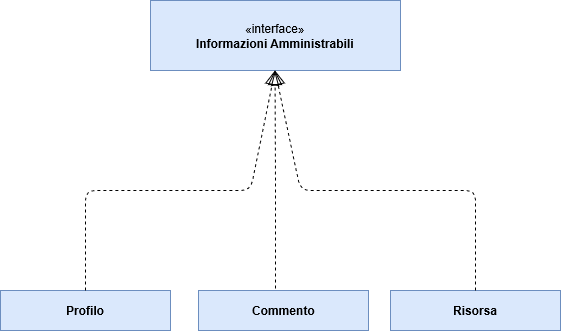 «interface»
Informazioni Amministrabili
Profilo
Commento
Risorsa